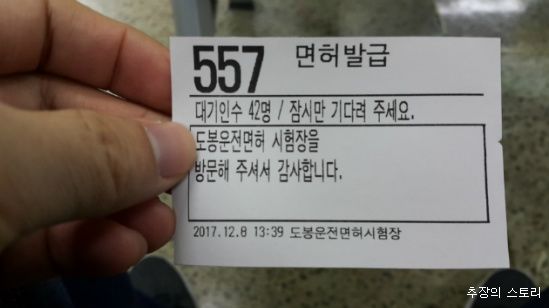 557 면허발급
대기인수 42명 / 잠시만 기다려 주세요.
도봉운전면허 시험장을
방문해 주셔서 감사합니다.
2017.12.8 13:39 도봉운전면허시험장
추장의 스토리